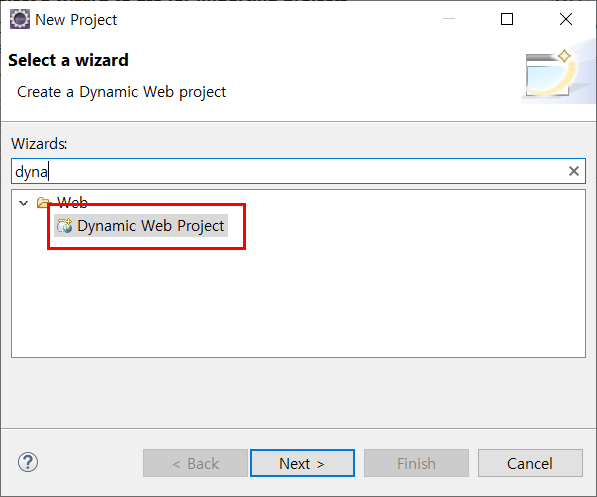 New Project
Select a wizard
Create a Dynamic Web project
Wizards:
dyna
Web
Dynamic Web Project
?
< Back
Next >
Finish
Cancel